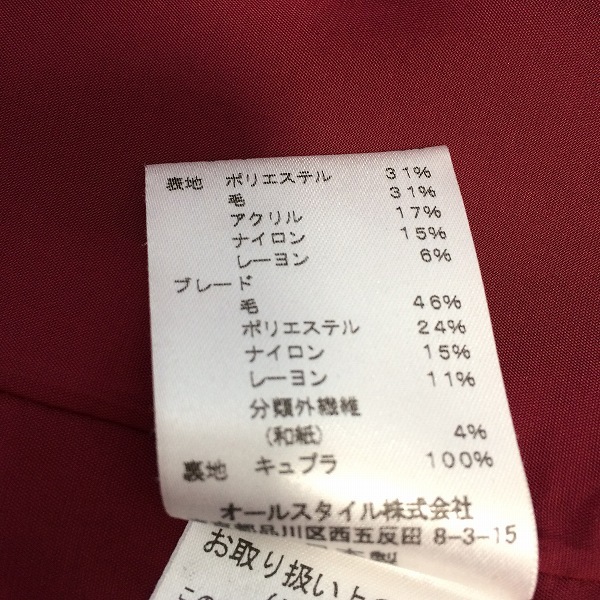 表地 ポリエステル 31%
毛 31%
アクリル 17%
ナイロン 15%
レーヨン 6%
ブレード
毛 46%
ポリエステル 24%
ナイロン 15%
レーヨン 11%
分類外繊維
(和紙) 4%
裏地 キュプラ 100%
オールスタイル株式会社
品川区西五反田 8-3-15
お取り扱い上の
この